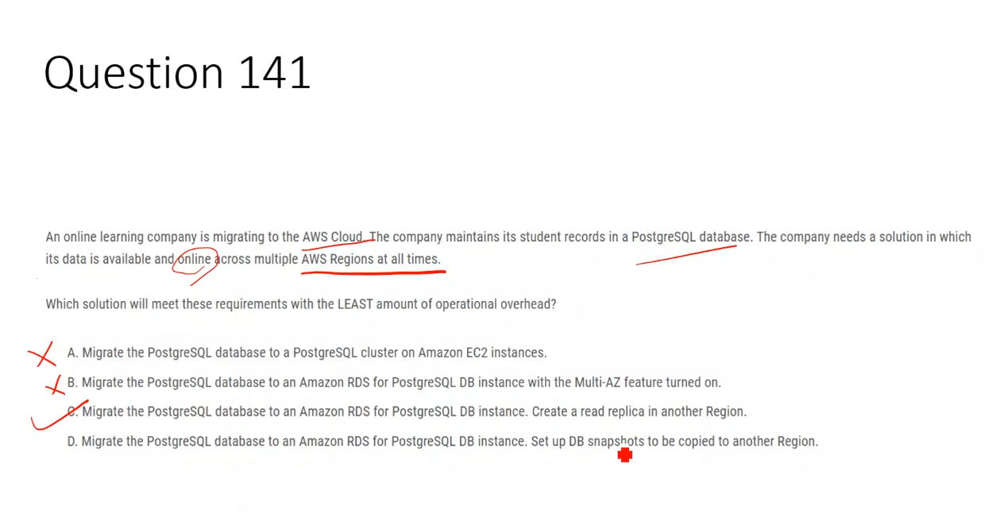 Question 141
An online learning company is migrating to the AWS Cloud. The company maintains its student records in a PostgreSQL database. The company needs a solution in which
its data is available and online across multiple AWS Regions at all times.
Which solution will meet these requirements with the LEAST amount of operational overhead?
A. Migrate the PostgreSQL database to a PostgreSQL cluster on Amazon EC2 instances.
B. Migrate the PostgreSQL database to an Amazon RDS for PostgreSQL DB instance with the Multi-AZ feature turned on.
C. Migrate the PostgreSQL database to an Amazon RDS for PostgreSQL DB instance. Create a read replica in another Region.
D. Migrate the PostgreSQL database to an Amazon RDS for PostgreSQL DB instance. Set up DB snapshots to be copied to another Region.